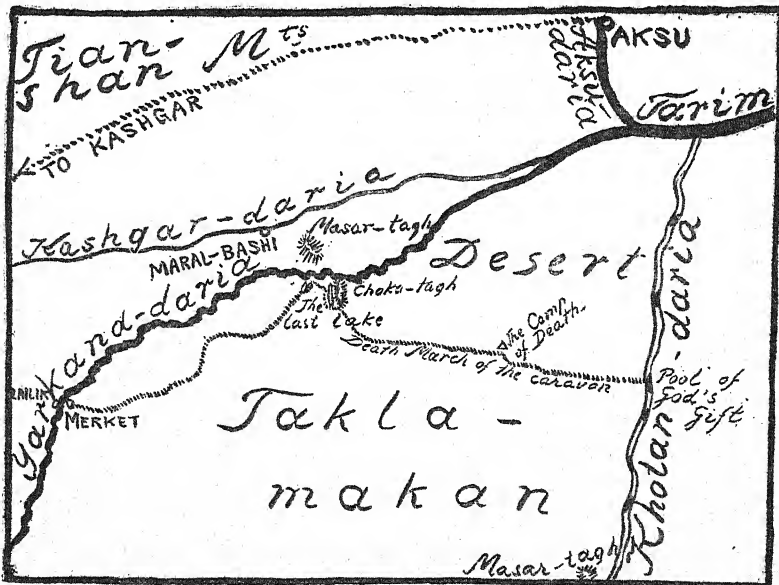 Tian-
shan Mts
AKSU
Aksu-
daria
Tarim
TO KASHGAR
Kashgar-daria
MARAL-BASHI
Masar-tagh
Desert
Yarkand-daria
Choka-tagh
The
last lake
The Camp
of Death.
Death March of the caravan
Pool of
God's
Gift
Khotan-daria
MERKET
Takla-
makan
Masar-tagh